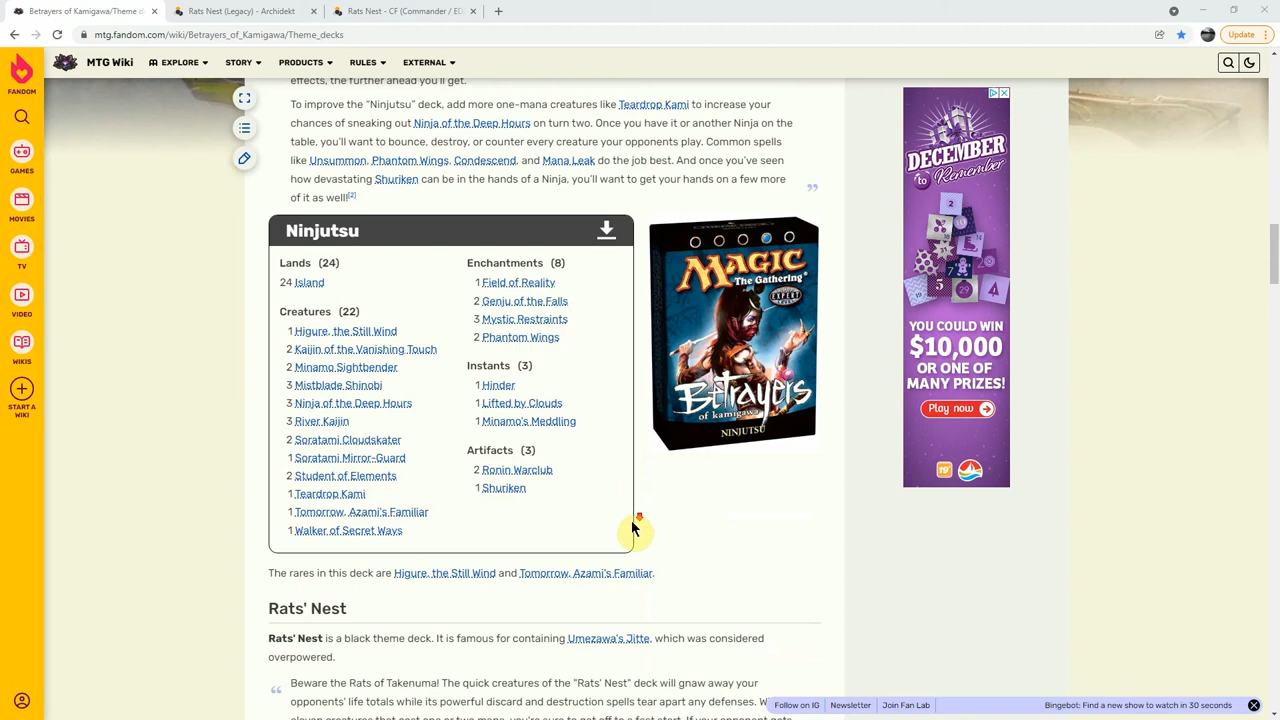 Betrayers of Kamigawa/Theme de
Rats Nest (Legacy) - Archidekt
Rats Nest - CF (Commander / ED
mtg.fandom.com/wiki/Betrayers_of_Kamigawa/Theme_decks
Update
FANDOM
GAMES
MOVIES
TV
VIDEO
WIKIS
START A
WIKI
MTG Wiki
EXPLORE
STORY
PRODUCTS
RULES
EXTERNAL
effects, the further ahead you'll get.
To improve the "Ninjutsu" deck, add more one-mana creatures like Teardrop Kami to increase your
chances of sneaking out Ninja of the Deep Hours on turn two. Once you have it or another Ninja on the
table, you'll want to bounce, destroy, or counter every creature your opponents play. Common spells
like Unsummon, Phantom Wings, Condescend, and Mana Leak do the job best. And once you've seen
how devastating Shuriken can be in the hands of a Ninja, you'll want to get your hands on a few more
of it as well![2]
Ninjutsu
Lands (24)
24 Island
Creatures (22)
1 Higure, the Still Wind
2 Kaijin of the Vanishing Touch
2 Minamo Sightbender
3 Mistblade Shinobi
3 Ninja of the Deep Hours
3 River Kaijin
2 Soratami Cloudskater
1 Soratami Mirror-Guard
2 Student of Elements
1 Teardrop Kami
1 Tomorrow, Azami's Familiar
1 Walker of Secret Ways
Enchantments (8)
1 Field of Reality
2 Genju of the Falls
3 Mystic Restraints
2 Phantom Wings
Instants (3)
1 Hinder
1 Lifted by Clouds
1 Minamo's Meddling
Artifacts (3)
2 Ronin Warclub
1 Shuriken
MAGIC
The Gathering
EXPERT
Betrayers
of kamigawa
NINJUTSU
The rares in this deck are Higure, the Still Wind and Tomorrow, Azami's Familiar.
Rats' Nest
Rats' Nest is a black theme deck. It is famous for containing Umezawa's Jitte, which was considered
overpowered.
Beware the Rats of Takenuma! The quick creatures of the "Rats' Nest" deck will gnaw away your
opponents' life totals while its powerful discard and destruction spells tear apart any defenses. W
DECEMBER
to Remember
2
4
7
5
29
YOU COULD WIN
$10,000
OR ONE OF
MANY PRIZES!
Play now
19+
Follow on IG
Newsletter
Join Fan Lab
Bingebot: Find a new show to watch in 30 seconds